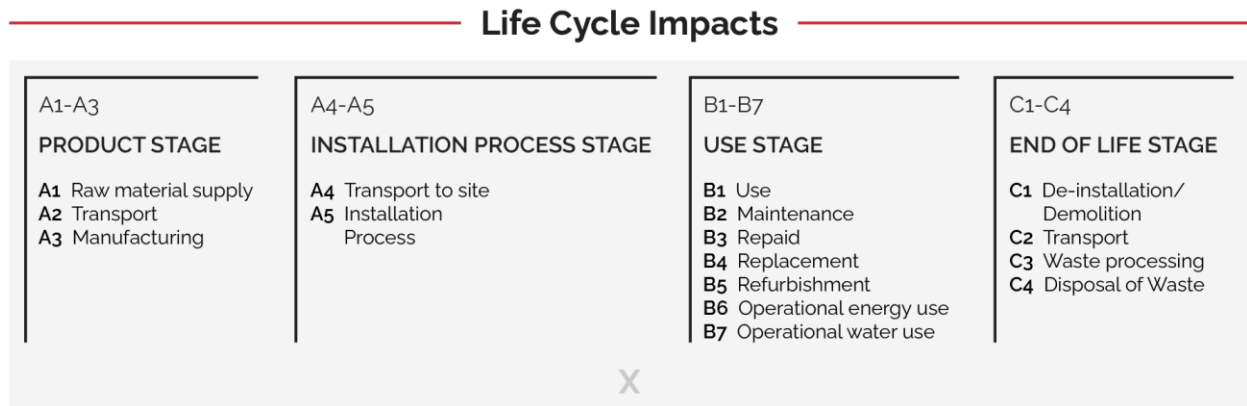 Life Cycle Impacts
A1-A3
PRODUCT STAGE
A1 Raw material supply
A2 Transport
A3 Manufacturing
A4-A5
INSTALLATION PROCESS STAGE
A4 Transport to site
A5 Installation
Process
B1-B7
USE STAGE
B1 Use
B2 Maintenance
B3 Repaid
B4 Replacement
B5 Refurbishment
B6 Operational energy use
B7 Operational water use
C1-C4
END OF LIFE STAGE
C1 De-installation/
Demolition
C2 Transport
C3 Waste processing
C4 Disposal of Waste
X